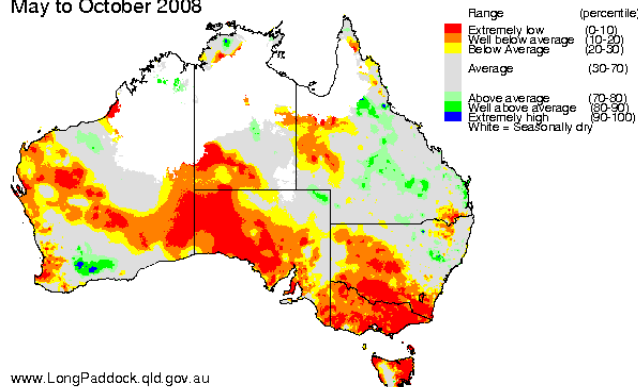 May to October 2008
Range (percentile)
Extremely low (0-10)
Well below average (10-20)
Below Average (20-30)
Average (30-70)
Above average (70-80)
Well above average (80-90)
Extremely high (90-100)
White = Seasonally dry
www.LongPaddock.qld.gov.au